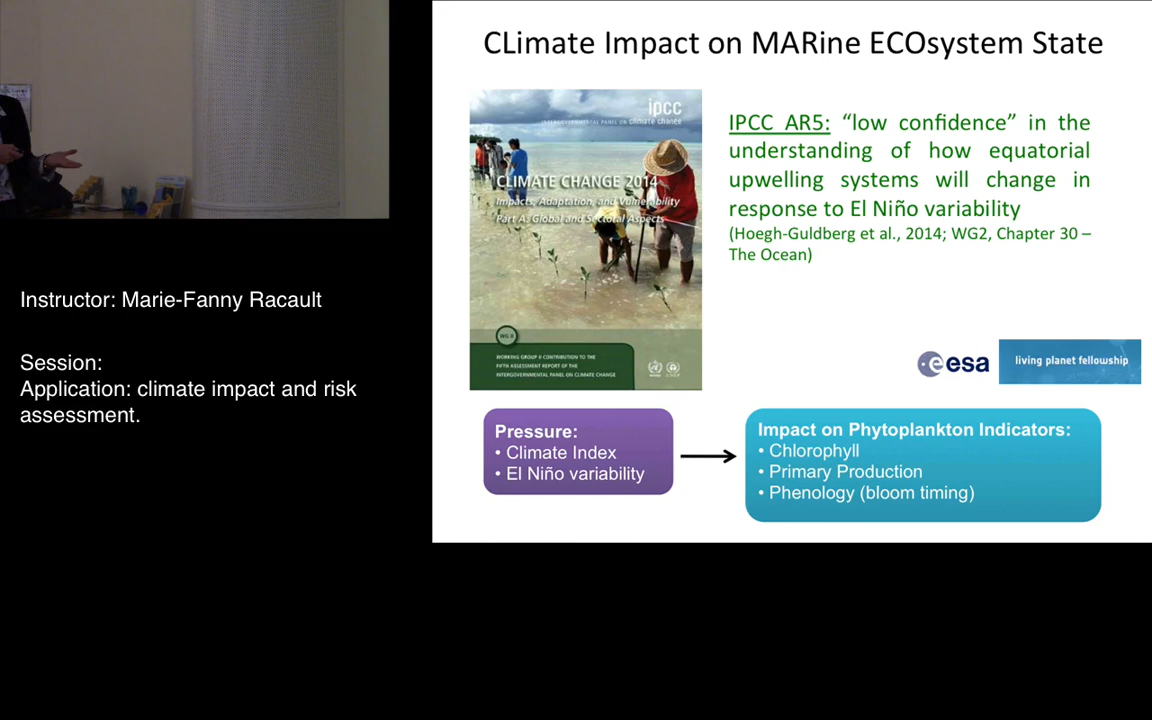 CLimate Impact on MARine ECOsystem State
ipcc
INTERGOVERNMENTAL PANEL ON climate change
CLIMATE CHANGE 2014
Impacts, Adaptation, and Vulnerability
Part A: Global and Sectoral Aspects
WG II
WORKING GROUP II CONTRIBUTION TO THE
FIFTH ASSESSMENT REPORT OF THE
INTERGOVERNMENTAL PANEL ON CLIMATE CHANGE
IPCC AR5: “low confidence” in the
understanding of how equatorial
upwelling systems will change in
response to El Niño variability
(Hoegh-Guldberg et al., 2014; WG2, Chapter 30 –
The Ocean)
esa
living planet fellowship
Instructor: Marie-Fanny Racault
Session:
Application: climate impact and risk
assessment.
Pressure:
• Climate Index
• El Niño variability
Impact on Phytoplankton Indicators:
• Chlorophyll
• Primary Production
• Phenology (bloom timing)